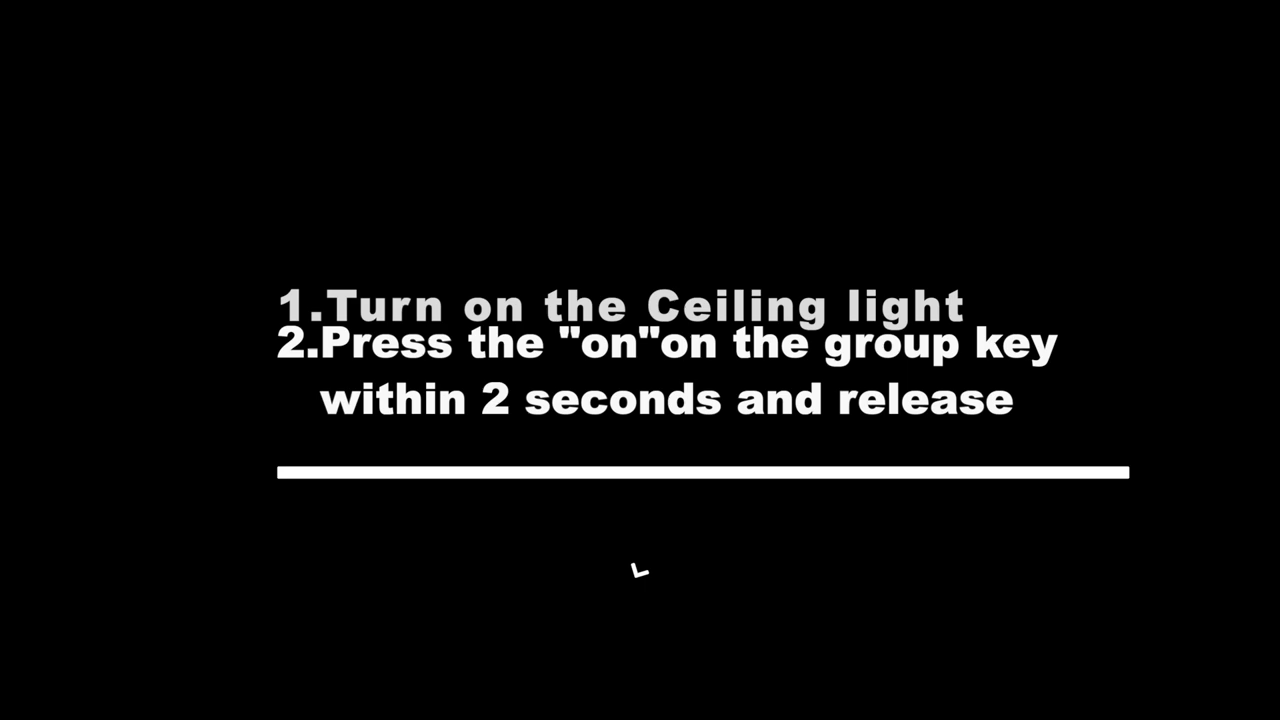 1.Turn on the Ceiling light
2.Press the "on"on the group key
within 2 seconds and release